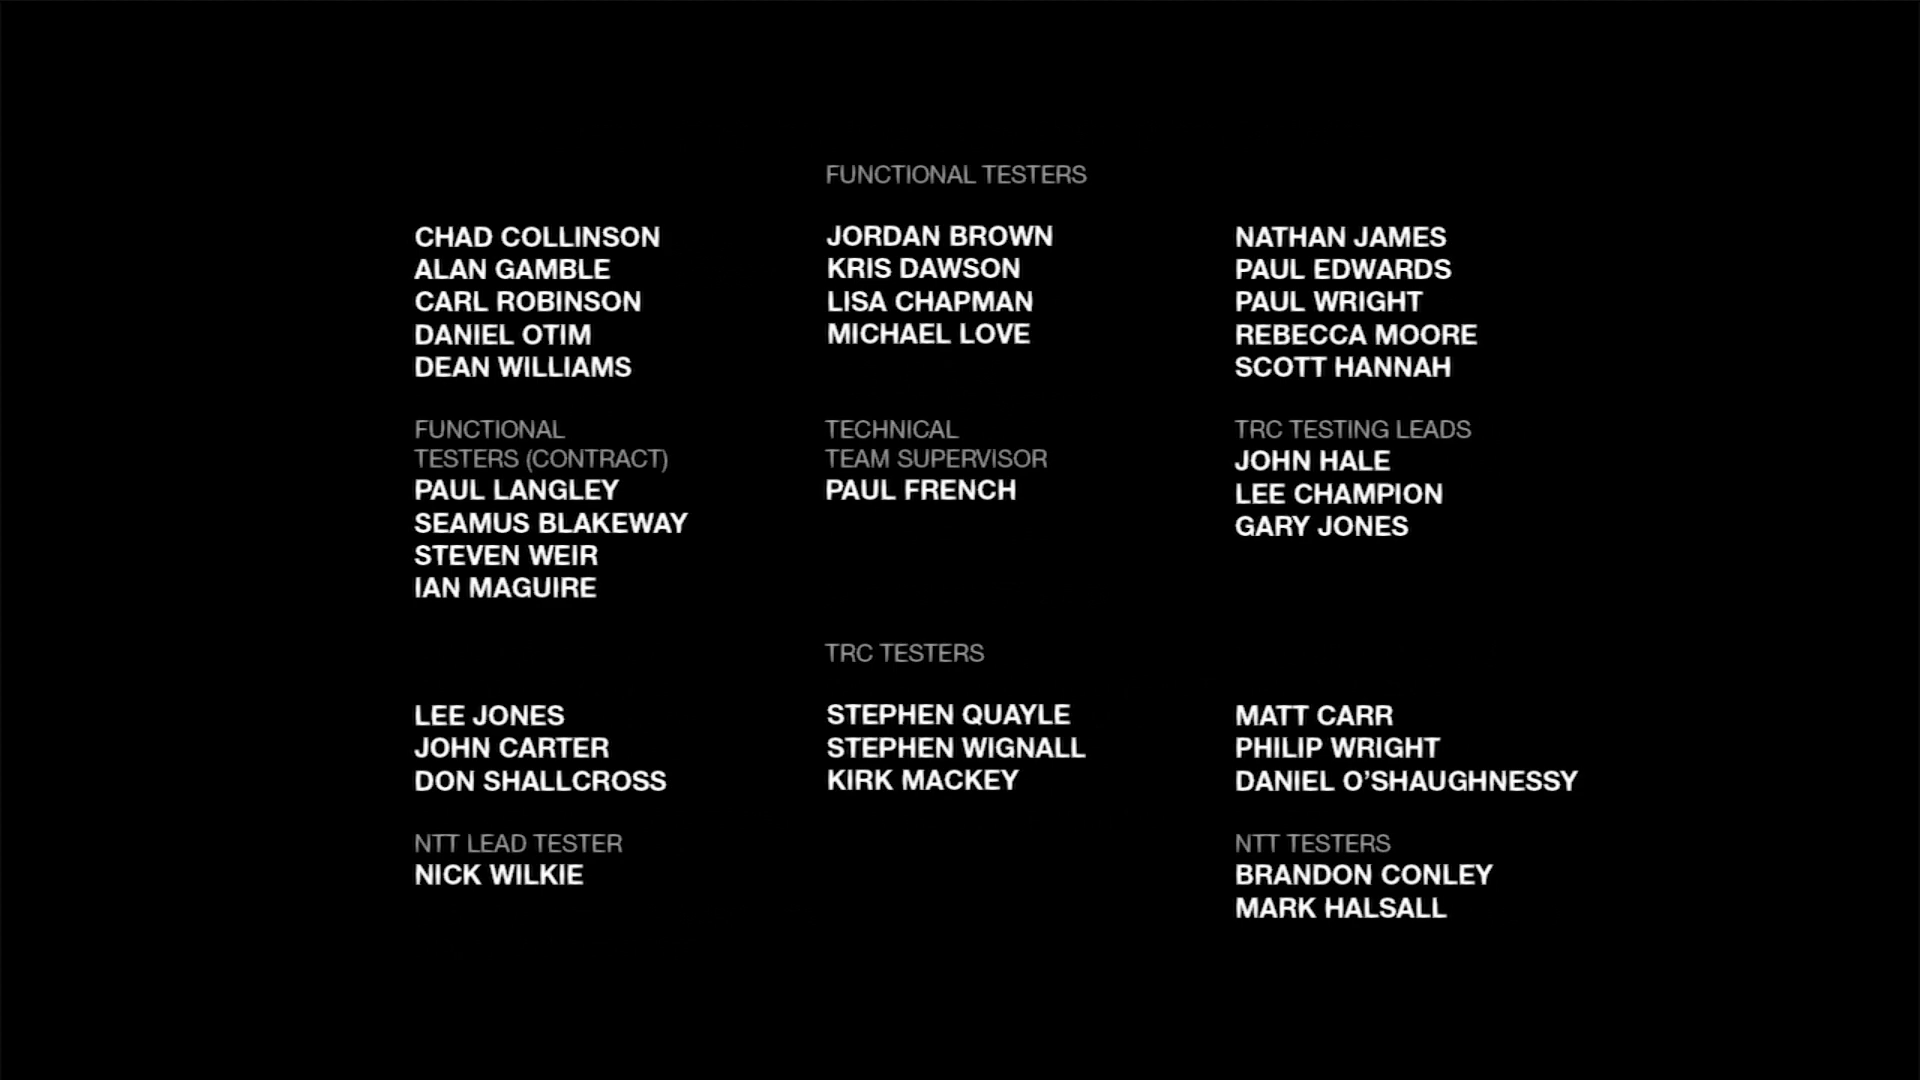 FUNCTIONAL TESTERS
CHAD COLLINSON
ALAN GAMBLE
CARL ROBINSON
DANIEL OTIM
DEAN WILLIAMS
JORDAN BROWN
KRIS DAWSON
LISA CHAPMAN
MICHAEL LOVE
NATHAN JAMES
PAUL EDWARDS
PAUL WRIGHT
REBECCA MOORE
SCOTT HANNAH
FUNCTIONAL
TESTERS (CONTRACT)
PAUL LANGLEY
SEAMUS BLAKEWAY
STEVEN WEIR
IAN MAGUIRE
TECHNICAL
TEAM SUPERVISOR
PAUL FRENCH
TRC TESTING LEADS
JOHN HALE
LEE CHAMPION
GARY JONES
TRC TESTERS
LEE JONES
JOHN CARTER
DON SHALLCROSS
STEPHEN QUAYLE
STEPHEN WIGNALL
KIRK MACKEY
MATT CARR
PHILIP WRIGHT
DANIEL O’SHAUGHNESSY
NTT LEAD TESTER
NICK WILKIE
NTT TESTERS
BRANDON CONLEY
MARK HALSALL